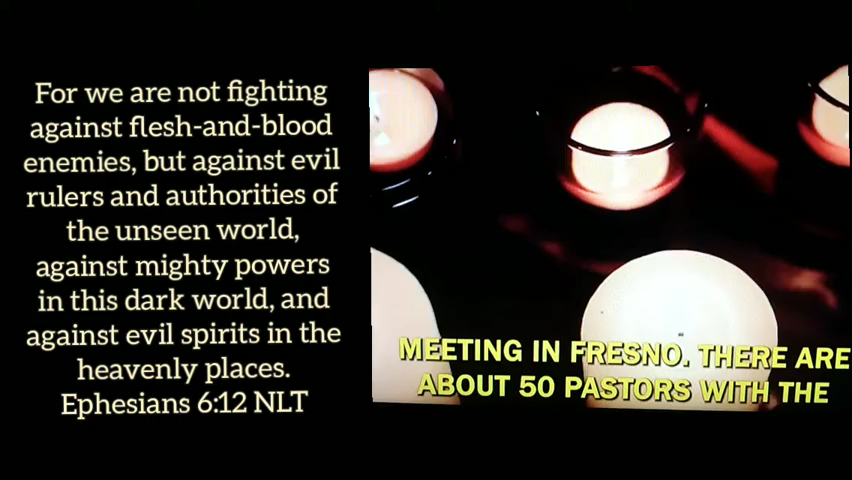 For we are not fighting
against flesh-and-blood
enemies, but against evil
rulers and authorities of
the unseen world,
against mighty powers
in this dark world, and
against evil spirits in the
heavenly places.
Ephesians 6:12 NLT
MEETING IN FRESNO. THERE ARE
ABOUT 50 PASTORS WITH THE